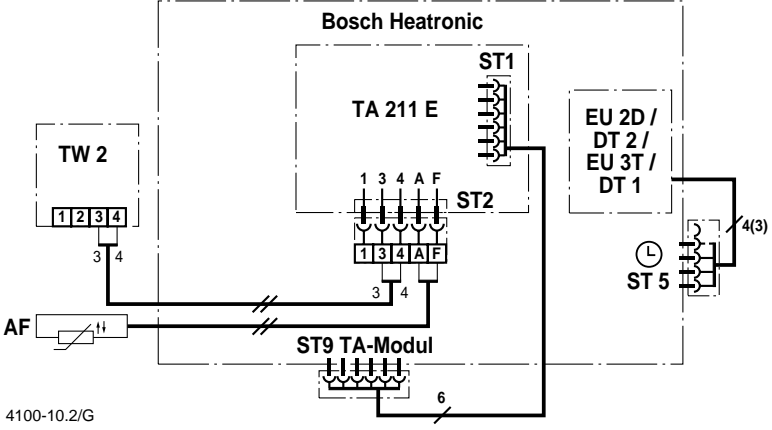 Bosch Heatronic
ST1
TA 211 E
EU 2D /
DT 2 /
EU 3T /
DT 1
TW 2
1 3 4 A F
ST2
1 2 3 4
4(3)
1 3 4 A F
3 4
ST 5
3 4
AF
ST9 TA-Modul
6
4100-10.2/G